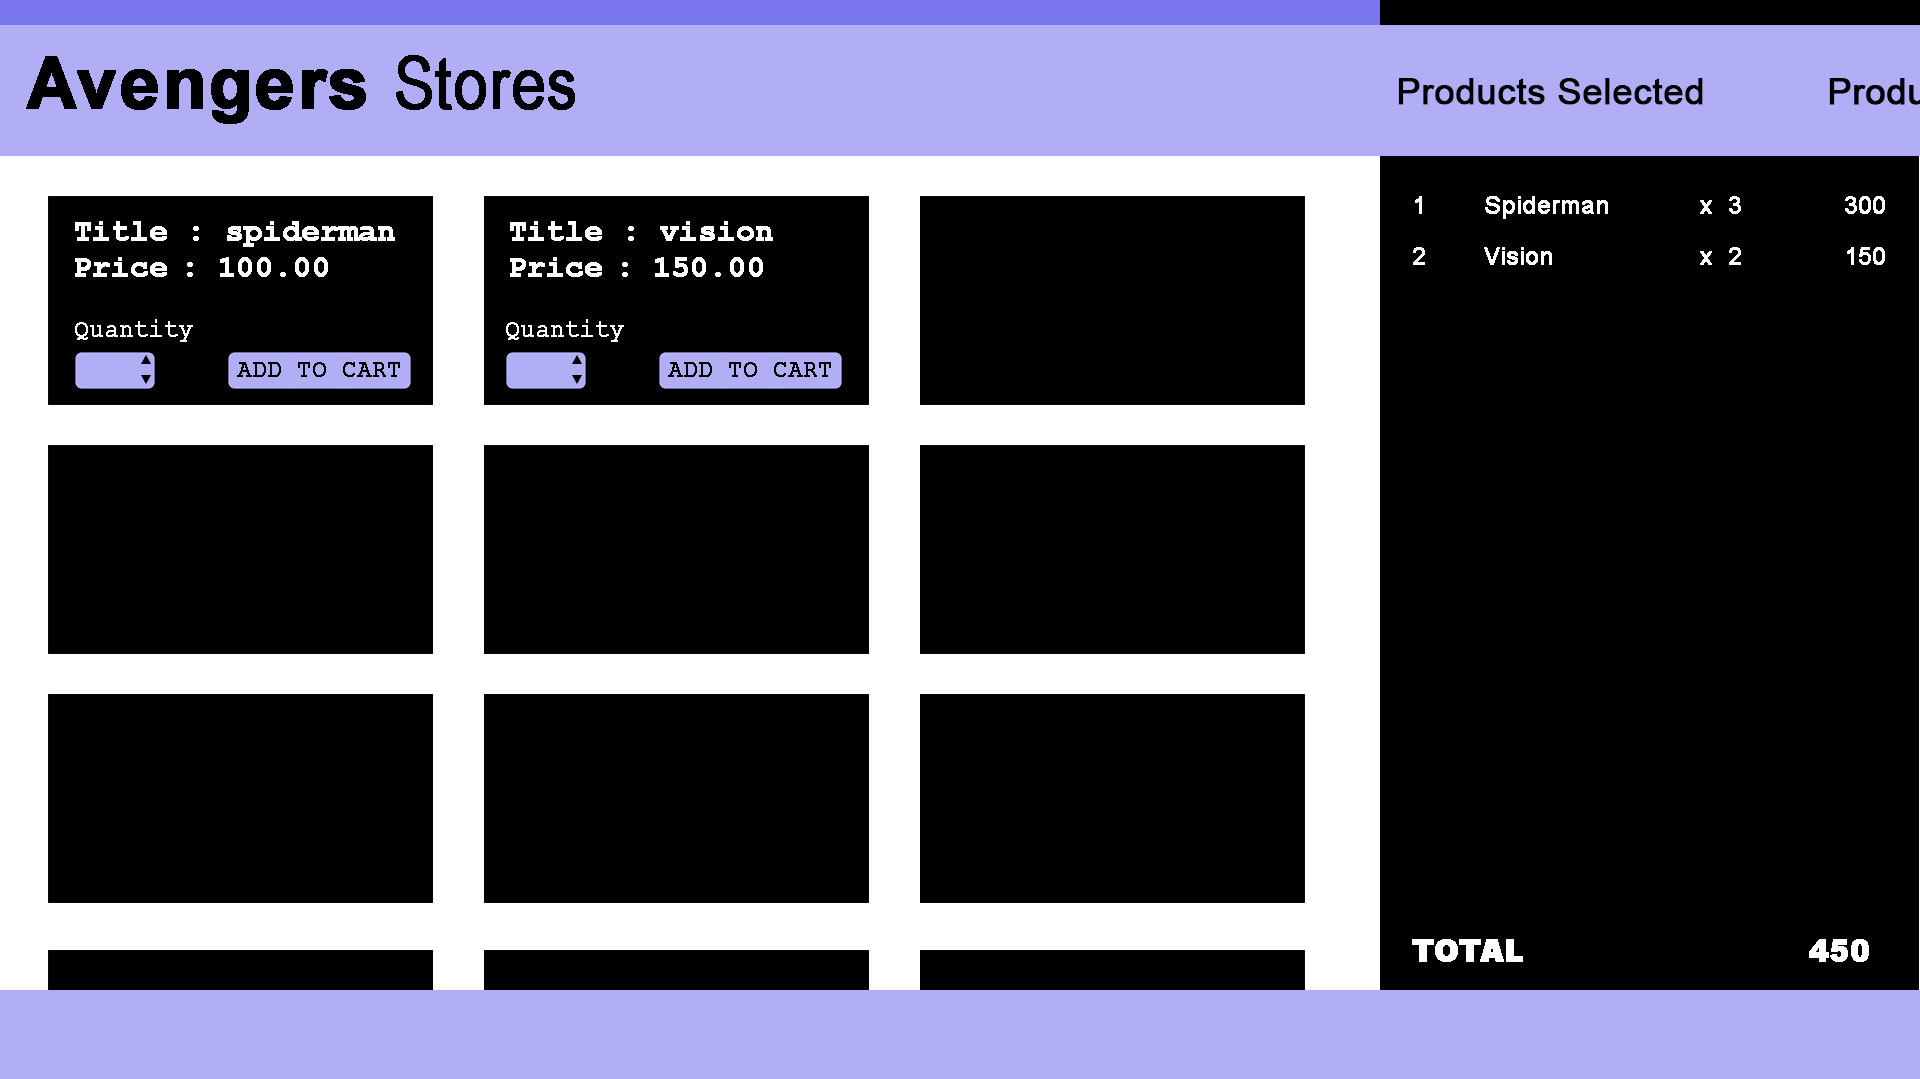 Avengers Stores
Products Selected
Produ
Title : spiderman
Price : 100.00
Quantity
ADD TO CART
Title : vision
Price : 150.00
Quantity
ADD TO CART
1 Spiderman x 3 300
2 Vision x 2 150
TOTAL 450